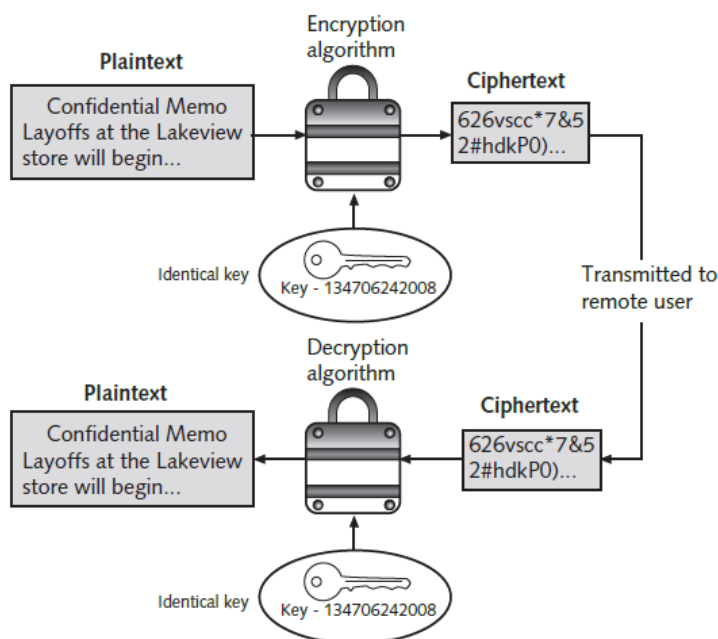 Encryption
algorithm
Plaintext
Confidential Memo
Layoffs at the Lakeview
store will begin...
Ciphertext
626vscc*7&5
2#hdkP0)...
Identical key
Key - 134706242008
Transmitted to
remote user
Decryption
algorithm
Plaintext
Confidential Memo
Layoffs at the Lakeview
store will begin...
Ciphertext
626vscc*7&5
2#hdkP0)...
Identical key
Key - 134706242008